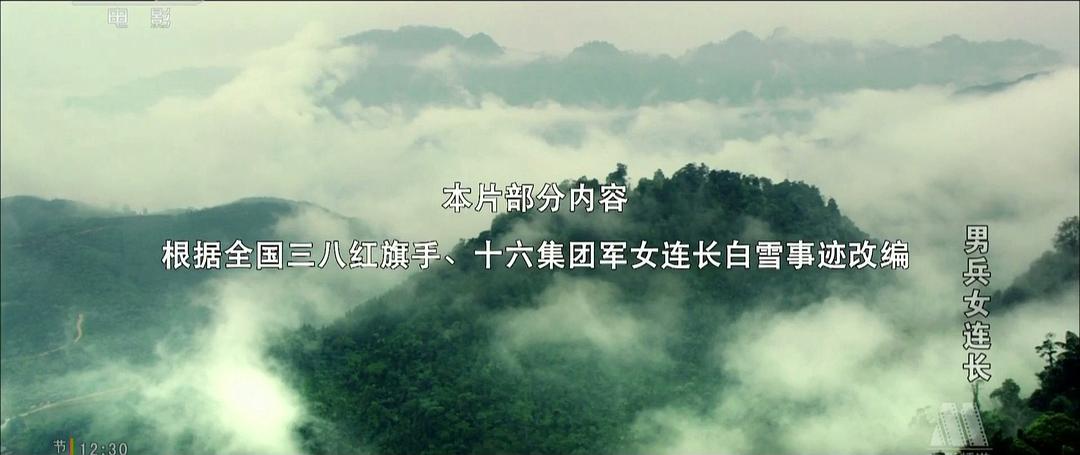 电影
本片部分内容
根据全国三八红旗手、十六集团军女连长白雪事迹改编
男兵女连长
节 12:30